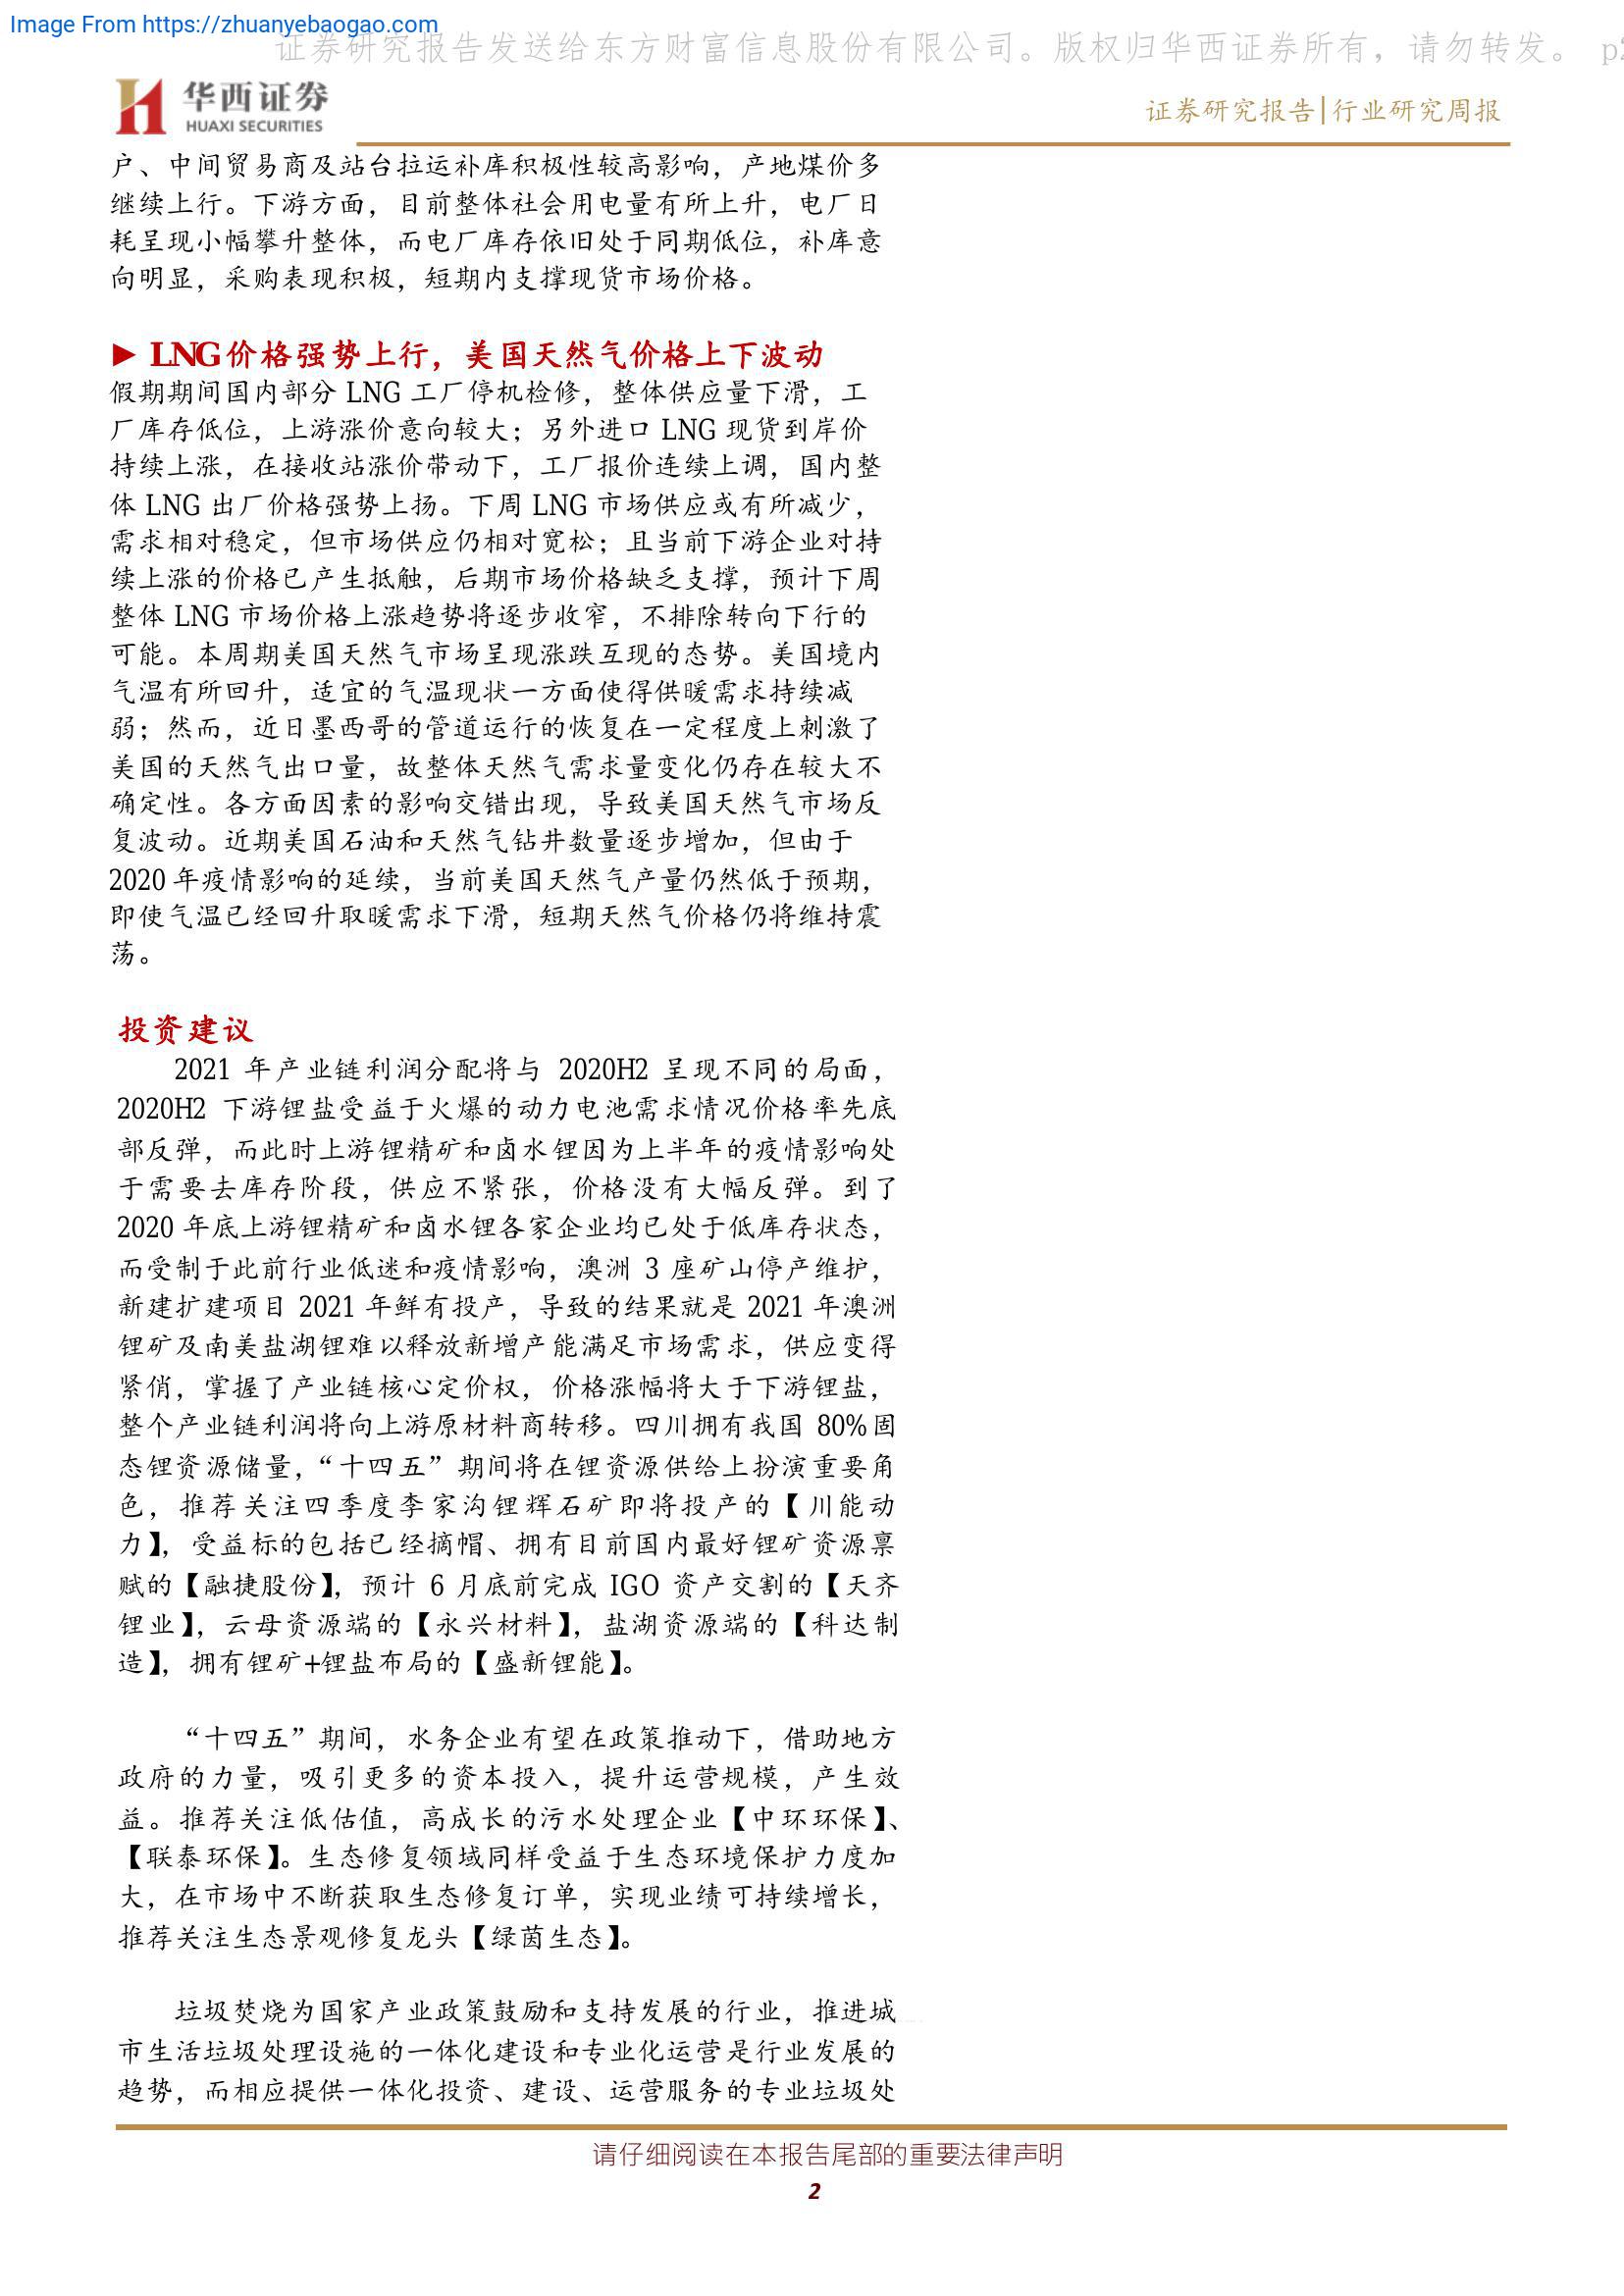 Image From https://zhuanyebaogao.com
证券研究报告发送给东方财富信息股份有限公司。版权归华西证券所有，请勿转发。 p2
华西证券
HUAXI SECURITIES
证券研究报告|行业研究周报
户、中间贸易商及站台拉运补库积极性较高影响，产地煤价多
继续上行。下游方面，目前整体社会用电量有所上升，电厂日
耗呈现小幅攀升整体，而电厂库存依旧处于同期低位，补库意
向明显，采购表现积极，短期内支撑现货市场价格。
► LNG价格强势上行，美国天然气价格上下波动
假期期间国内部分 LNG 工厂停机检修，整体供应量下滑，工
厂库存低位，上游涨价意向较大；另外进口 LNG 现货到岸价
持续上涨，在接收站涨价带动下，工厂报价连续上调，国内整
体 LNG 出厂价格强势上扬。下周 LNG 市场供应或有所减少，
需求相对稳定，但市场供应仍相对宽松；且当前下游企业对持
续上涨的价格已产生抵触，后期市场价格缺乏支撑，预计下周
整体 LNG 市场价格上涨趋势将逐步收窄，不排除转向下行的
可能。本周期美国天然气市场呈现涨跌互现的态势。美国境内
气温有所回升，适宜的气温现状一方面使得供暖需求持续减
弱；然而，近日墨西哥的管道运行的恢复在一定程度上刺激了
美国的天然气出口量，故整体天然气需求量变化仍存在较大不
确定性。各方面因素的影响交错出现，导致美国天然气市场反
复波动。近期美国石油和天然气钻井数量逐步增加，但由于
2020 年疫情影响的延续，当前美国天然气产量仍然低于预期，
即使气温已经回升取暖需求下滑，短期天然气价格仍将维持震
荡。
投资建议
2021 年产业链利润分配将与 2020H2 呈现不同的局面，
2020H2 下游锂盐受益于火爆的动力电池需求情况价格率先底
部反弹，而此时上游锂精矿和卤水锂因为上半年的疫情影响处
于需要去库存阶段，供应不紧张，价格没有大幅反弹。到了
2020 年底上游锂精矿和卤水锂各家企业均已处于低库存状态，
而受制于此前行业低迷和疫情影响，澳洲 3 座矿山停产维护，
新建扩建项目 2021 年鲜有投产，导致的结果就是 2021 年澳洲
锂矿及南美盐湖锂难以释放新增产能满足市场需求，供应变得
紧俏，掌握了产业链核心定价权，价格涨幅将大于下游锂盐，
整个产业链利润将向上游原材料商转移。四川拥有我国 80%固
态锂资源储量，“十四五”期间将在锂资源供给上扮演重要角
色，推荐关注四季度李家沟锂辉石矿即将投产的【川能动
力】，受益标的包括已经摘帽、拥有目前国内最好锂矿资源禀
赋的【融捷股份】，预计 6 月底前完成 IGO 资产交割的【天齐
锂业】，云母资源端的【永兴材料】，盐湖资源端的【科达制
造】，拥有锂矿+锂盐布局的【盛新锂能】。
“十四五”期间，水务企业有望在政策推动下，借助地方
政府的力量，吸引更多的资本投入，提升运营规模，产生效
益。推荐关注低估值，高成长的污水处理企业【中环环保】、
【联泰环保】。生态修复领域同样受益于生态环境保护力度加
大，在市场中不断获取生态修复订单，实现业绩可持续增长，
推荐关注生态景观修复龙头【绿茵生态】。
垃圾焚烧为国家产业政策鼓励和支持发展的行业，推进城
市生活垃圾处理设施的一体化建设和专业化运营是行业发展的
趋势，而相应提供一体化投资、建设、运营服务的专业垃圾处
请仔细阅读在本报告尾部的重要法律声明
2